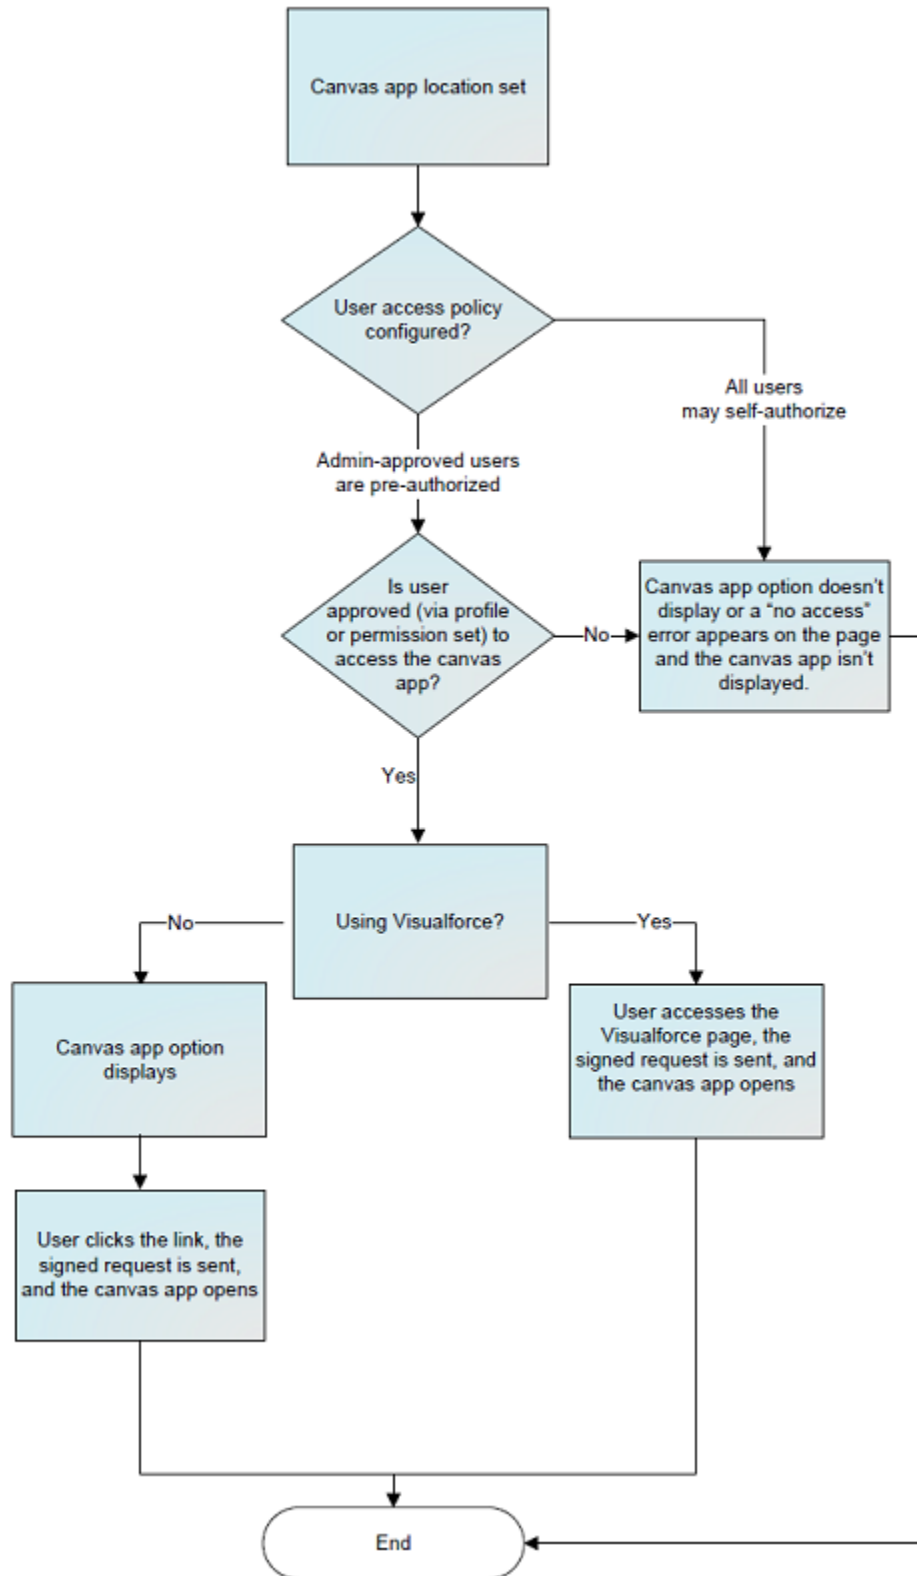 Canvas app location set
User access policy
configured?
All users
may self-authorize
Admin-approved users
are pre-authorized
Is user
approved (via profile
or permission set) to
access the canvas
app?
No
Canvas app option doesn't
display or a “no access”
error appears on the page
and the canvas app isn't
displayed.
Yes
Using Visualforce?
No
Yes
Canvas app option
displays
User accesses the
Visualforce page, the
signed request is sent, and
the canvas app opens
User clicks the link, the
signed request is sent,
and the canvas app opens
End